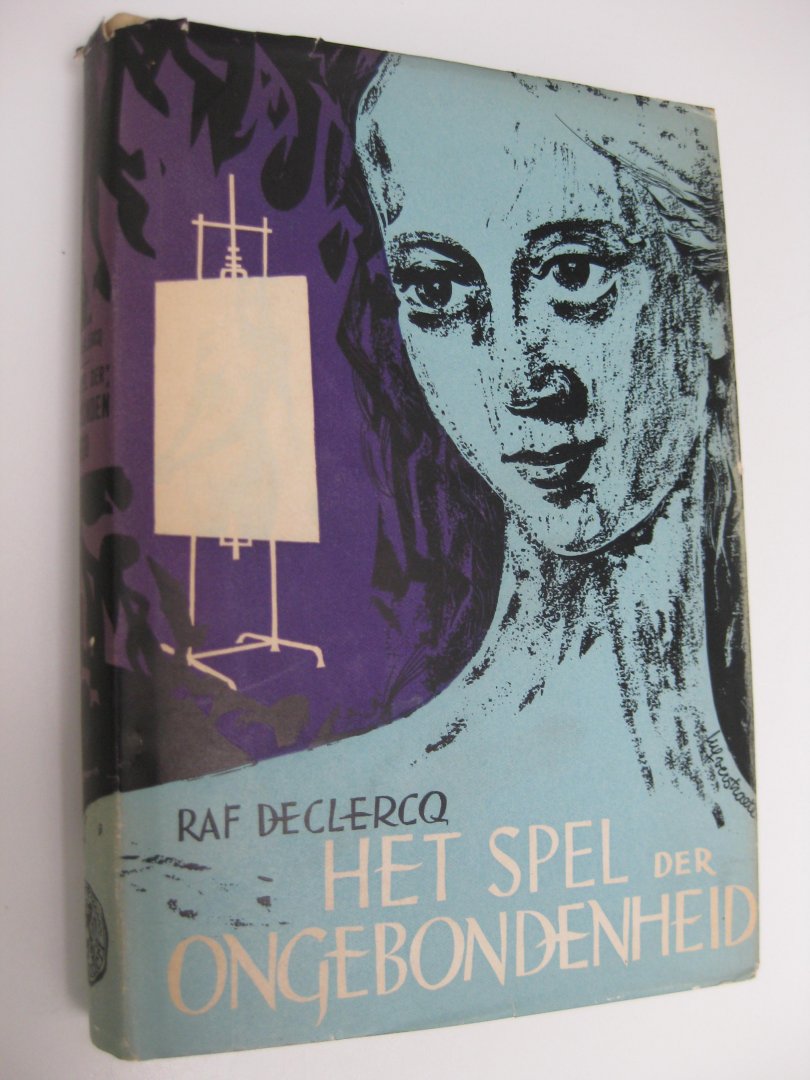 RAF DECLERCQ
HET SPEL DER
ONGEBONDENHEID